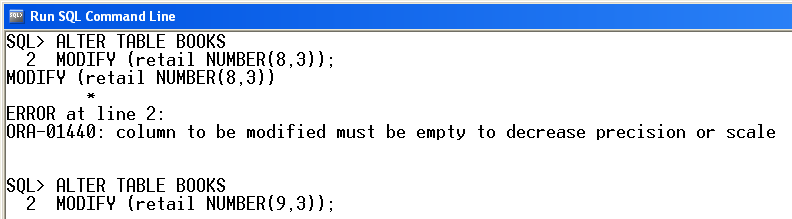 Run SQL Command Line
SQL> ALTER TABLE BOOKS
  2  MODIFY (retail NUMBER(8,3));
MODIFY (retail NUMBER(8,3))
        *
ERROR at line 2:
ORA-01440: column to be modified must be empty to decrease precision or scale
SQL> ALTER TABLE BOOKS
  2  MODIFY (retail NUMBER(9,3));